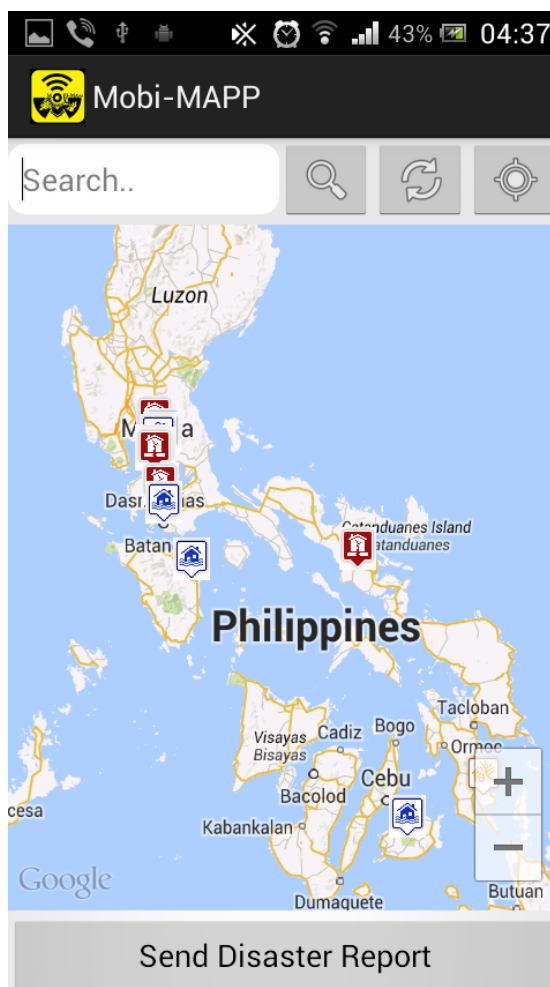 43% 04:37
Mobi-MAPP
Search..
Luzon
Catanduanes Island
Catanduanes
Philippines
Tacloban
Visayas Cadiz Bogo
Bisayas
Ormoc
Cebu
Bacolod
Kabankalan
Google
Butuan
Dumaguete
Send Disaster Report